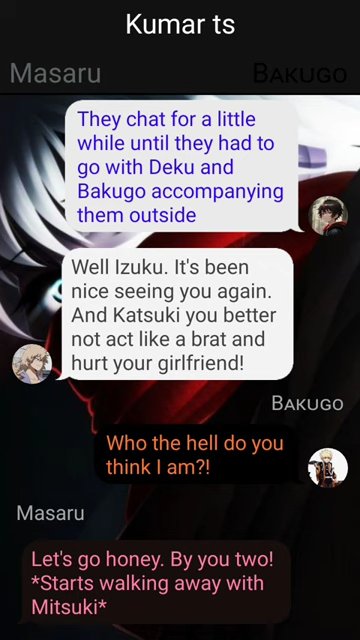 Kumar ts
Masaru
Bakugo
They chat for a little
while until they had to
go with Deku and
Bakugo accompanying
them outside
Well Izuku. It's been
nice seeing you again.
And Katsuki you better
not act like a brat and
hurt your girlfriend!
Bakugo
Who the hell do you
think I am?!
Masaru
Let's go honey. By you two!
*Starts walking away with
Mitsuki*